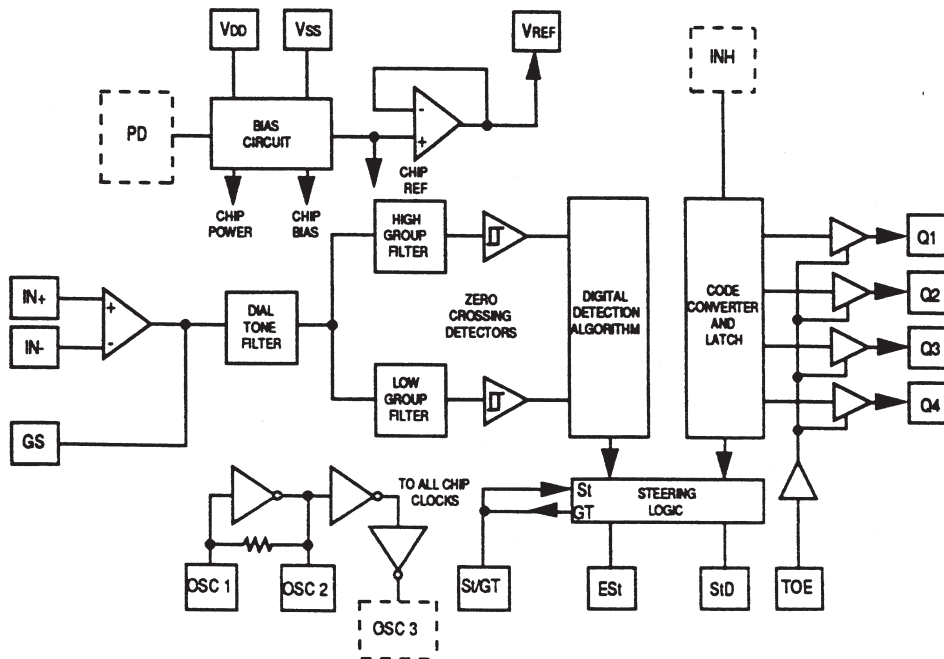 VDD
VSS
VREF
INH
PD
BIAS
CIRCUIT
-
+
CHIP
POWER
CHIP
BIAS
CHIP
REF
HIGH
GROUP
FILTER
IN+
IN-
+
-
DIAL
TONE
FILTER
ZERO
CROSSING
DETECTORS
DIGITAL
DETECTION
ALGORITHM
CODE
CONVERTER
AND
LATCH
Q1
Q2
Q3
Q4
LOW
GROUP
FILTER
GS
TO ALL CHIP
CLOCKS
St
GT
STEERING
LOGIC
OSC 1
OSC 2
OSC 3
St/GT
ESt
StD
TOE